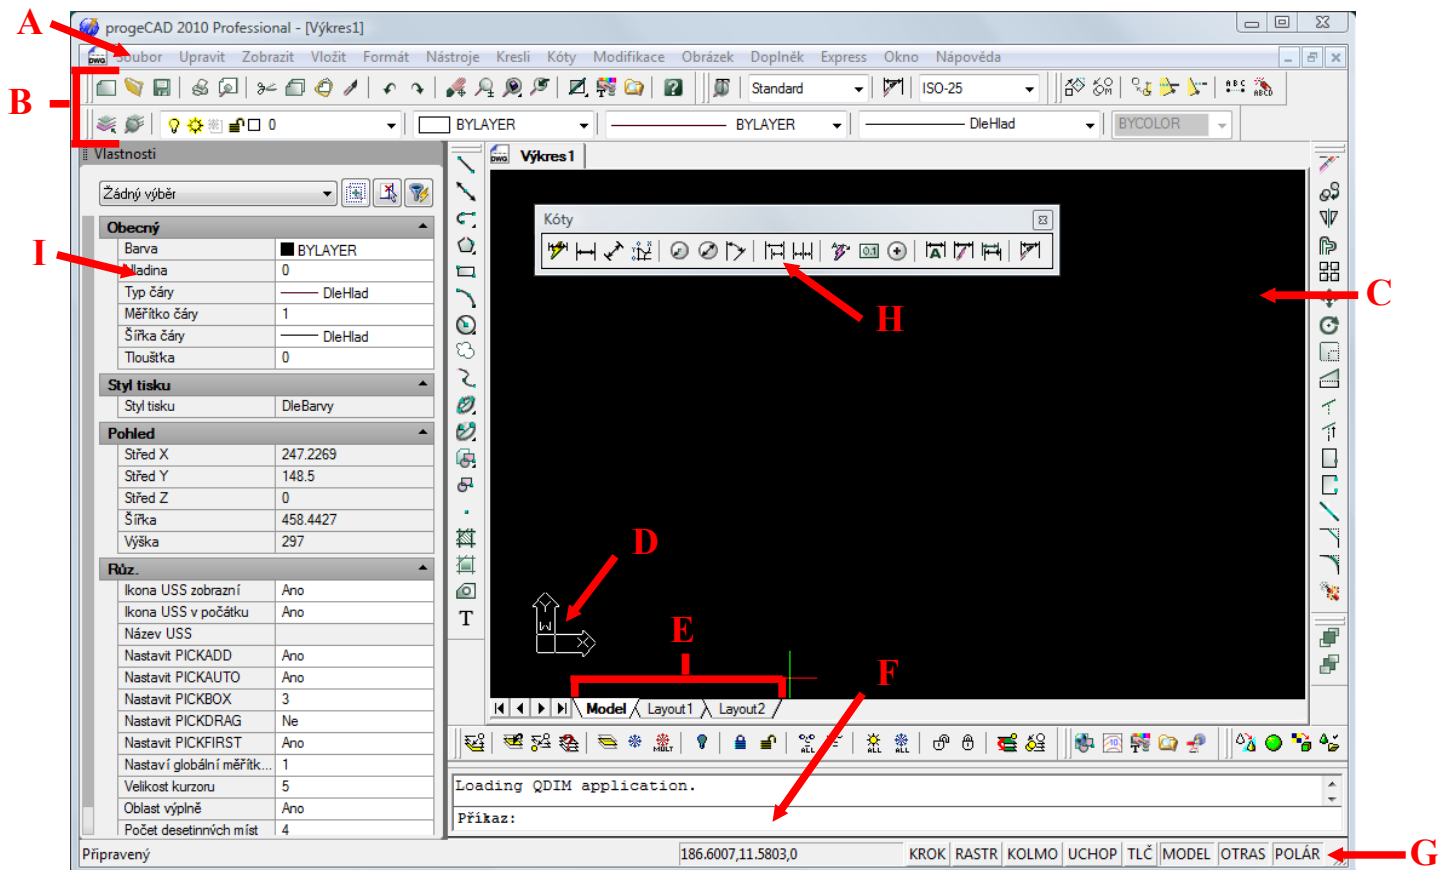 A
progeCAD 2010 Professional - [Výkres1]
Soubor Upravit Zobrazit Vložit Formát Nástroje Kresli Kóty Modifikace Obrázek Doplněk Express Okno Nápověda
B
Standard ISO-25
0 BYLAYER BYLAYER DleHlad BYCOLOR
Vlastnosti
Výkres1
Žádný výběr
Kóty
Obecný
Barva BYLAYER
I
Hladina 0
Typ čáry DleHlad
C
Měřítko čáry 1
H
Šířka čáry DleHlad
Tloušťka 0
Styl tisku
Styl tisku DleBarvy
Pohled
Střed X 247.2269
Střed Y 148.5
Střed Z 0
Šířka 458.4427
Výška 297
D
Růz.
Ikona USS zobrazní Ano
Ikona USS v počátku Ano
Název USS
T
Y
W
X
E
Nastavit PICKADD Ano
Nastavit PICKAUTO Ano
F
Nastavit PICKBOX 3
Nastavit PICKDRAG Ne
Nastavit PICKFIRST Ano
Nastaví globální měřítk... 1
Velikost kurzoru 5
Oblast výplně Ano
Počet desetinných míst 4
Model Layout1 Layout2
Loading QDIM application.
Příkaz:
Připravený 186.6007,11.5803,0 KROK RASTR KOLMO UCHOP TLČ MODEL OTRAS POLÁR
G